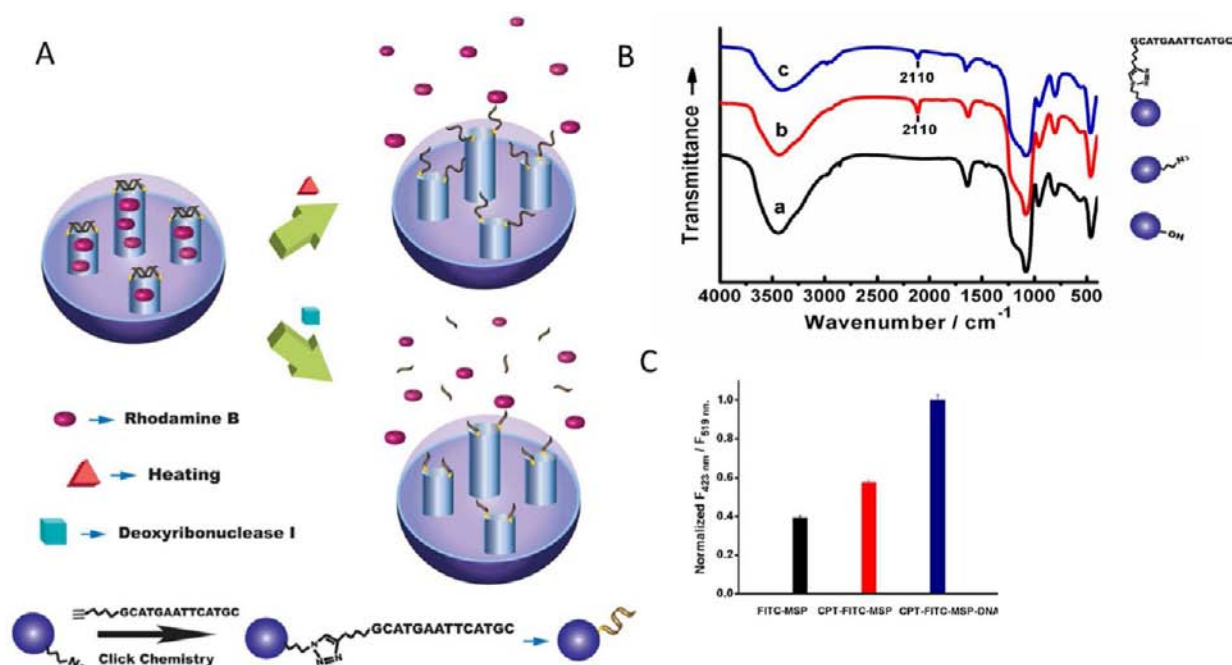 A
Rhodamine B
Heating
Deoxyribonuclease I
GCATGAATTCATGC
Click Chemistry
N
N=N
GCATGAATTCATGC
B
Transmittance
c
2110
b
2110
a
4000 3500 3000 2500 2000 1500 1000 500
Wavenumber / cm-1
GCATGAATTCATGC
OH
C
Normalized F423 nm / F519 nm.
1.0
0.8
0.6
0.4
0.2
0.0
FITC-MSP CPT-FITC-MSP CPT-FITC-MSP-DNA